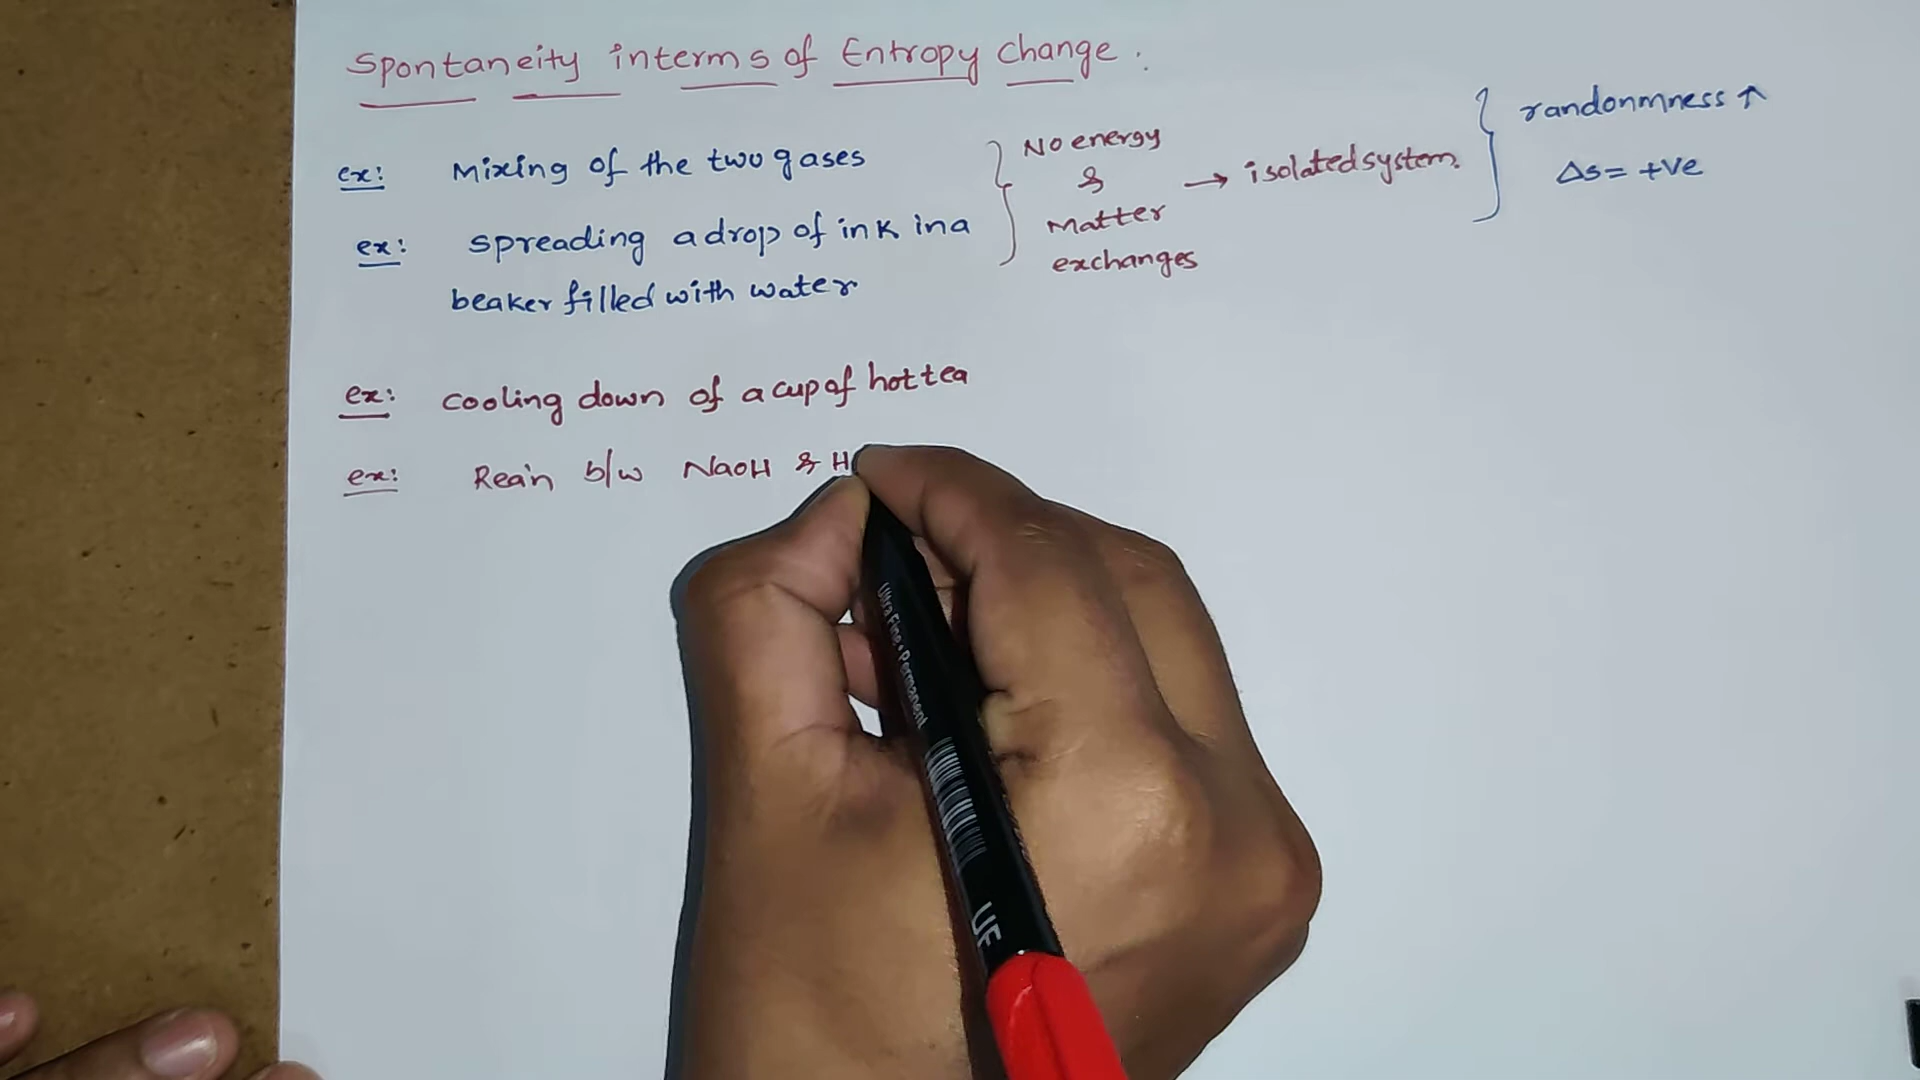 Spontaneity interms of Entropy change.
ex: Mixing of the two gases
ex: spreading a drop of ink in a
beaker filled with water
No energy
&
Matter
exchanges
→ isolated system.
randonmness ↑
Δs = +ve
ex: cooling down of a cup of hot tea
ex: Rea'n b/w NaOH & H
Ultra Fine • Permanent
UF